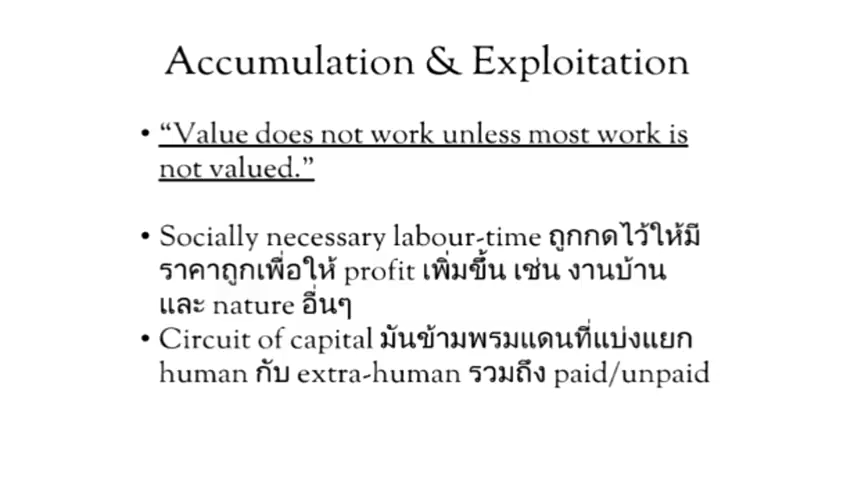 Accumulation & Exploitation
• “Value does not work unless most work is
not valued.”
• Socially necessary labour-time ถูกกดไว้ให้มี
ราคาถูกเพื่อให้ profit เพิ่มขึ้น เช่น งานบ้าน
และ nature อื่นๆ
• Circuit of capital มันข้ามพรมแดนที่แบ่งแยก
human กับ extra-human รวมถึง paid/unpaid